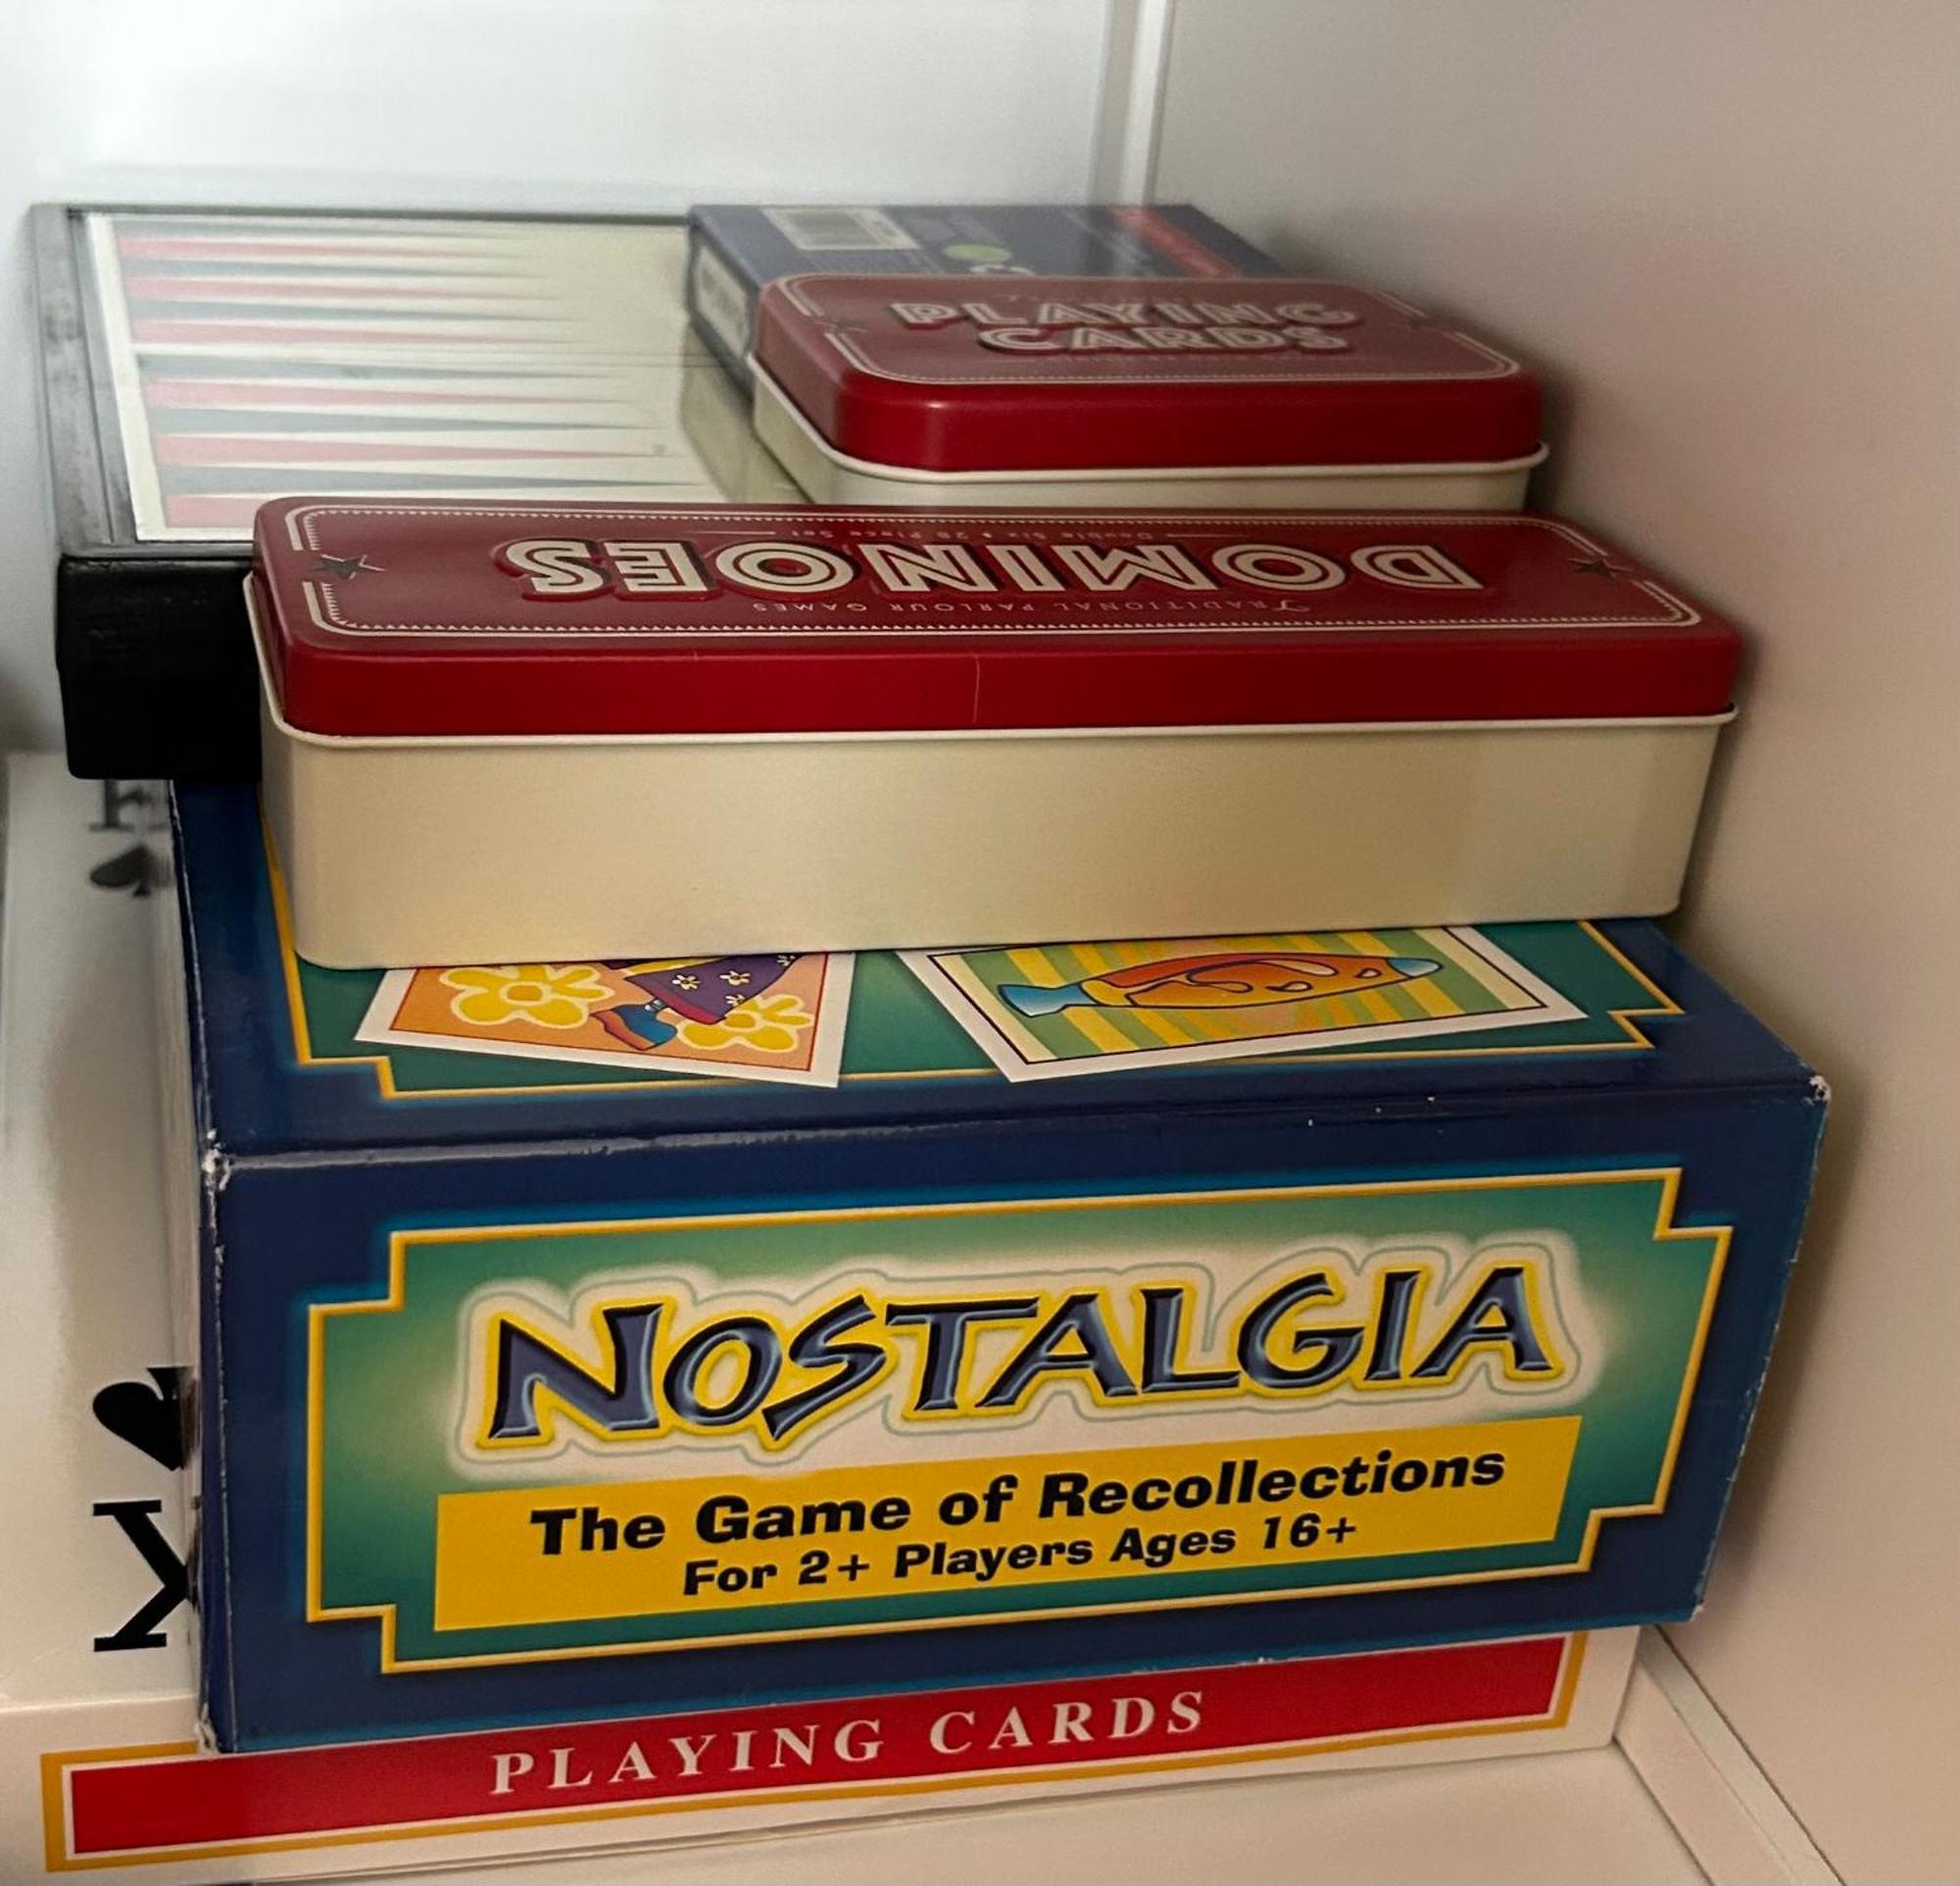 PLAYING
CARDS
DOMINOES
Double Six 28 Piece Set
TRADITIONAL PARLOUR GAMES
K
NOSTALGIA
The Game of Recollections
For 2+ Players Ages 16+
K
PLAYING CARDS